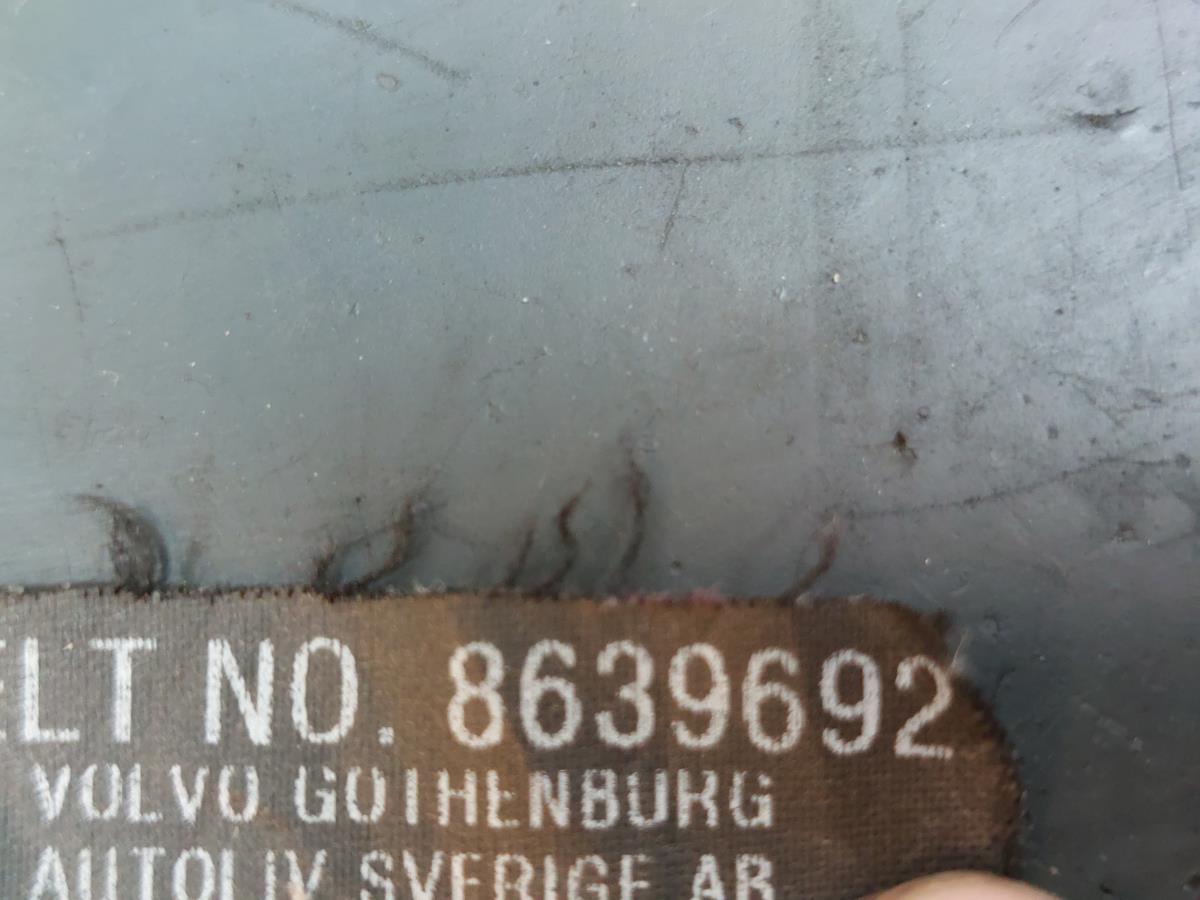 ELT NO. 8639692
VOLVO GOTHENBURG
AUTOLIV SVERIGE AB